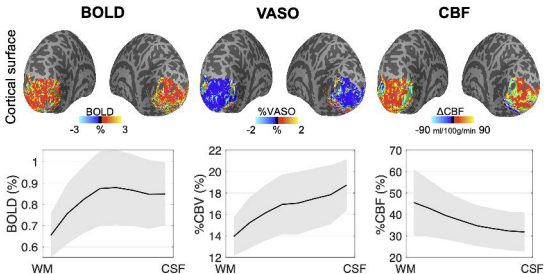 BOLD
VASO
CBF
Cortical surface
BOLD
-3 % 3
%VASO
-2 % 2
ΔCBF
-90 ml/100g/min 90
BOLD (%)
1
0.9
0.8
0.7
0.6
WM CSF
%CBV (%)
22
20
18
16
14
12
WM CSF
%CBF (%)
70
60
50
40
30
20
WM CSF